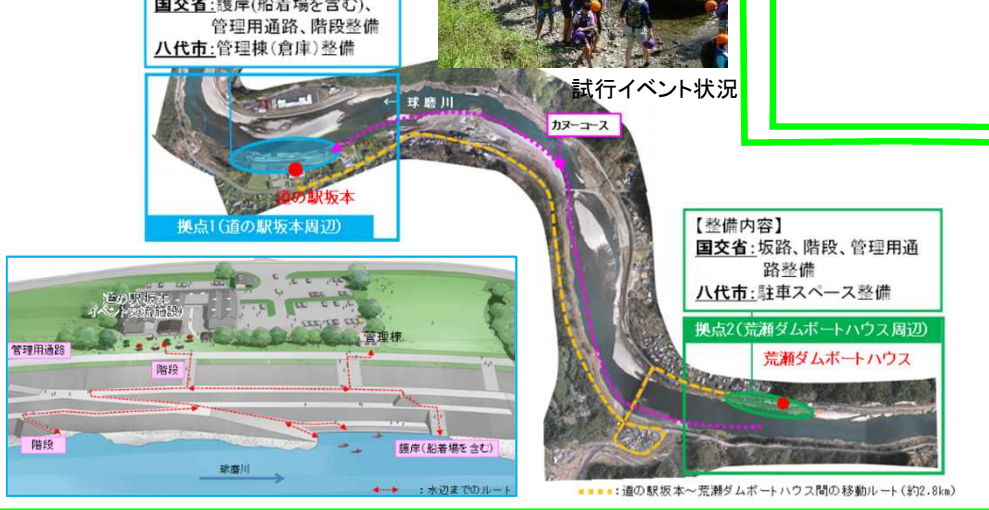 国交省:護岸(船着場を含む)、
管理用通路、階段整備
八代市:管理棟(倉庫)整備
試行イベント状況
← 球磨川
カヌーコース
道の駅坂本
拠点1(道の駅坂本周辺)
【整備内容】
国交省:坂路、階段、管理用通
路整備
八代市:駐車スペース整備
拠点2(荒瀬ダムボートハウス周辺)
荒瀬ダムボートハウス
道の駅坂本
イベント交流施設)
管理棟
管理用通路
階段
階段
護岸(船着場を含む)
球磨川
:水辺までのルート
:道の駅坂本～荒瀬ダムボートハウス間の移動ルート(約2.8km)